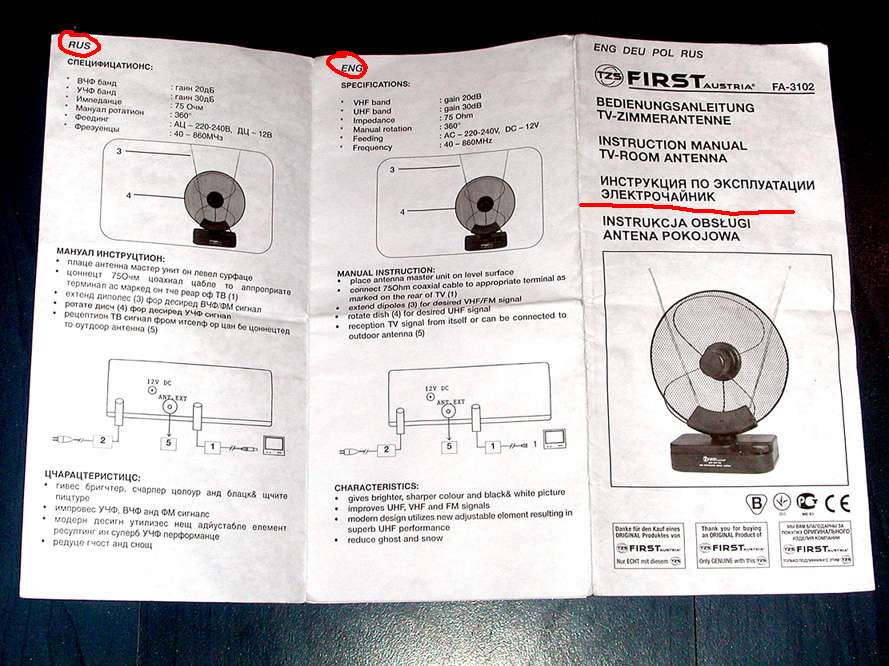 RUS
СПЕЦИФИЦАТИОНС:
• ВЧФ банд : гаин 20дБ
• УЧФ банд : гаин 30дБ
• Импеданце : 75 Омч
• Мануал ротатион : 360°
• Феединг : АЦ – 220-240В, ДЦ – 12В
• Фреэуенцы : 40 – 860МЧз
3
4
МАНУАЛ ИНСТРУЦТИОН:
• плаце антенна мастер унит он левел сурфаце
• цоннецт 75Омч цоаxиал цабле то аппроприате
терминал ас маркед он тче реар оф ТВ (1)
• еxтенд диполес (3) фор десиред ВЧФ/ФМ сигнал
• ротате дисч (4) фор десиред УЧФ сигнал
• рецептион ТВ сигнал фром итселф ор цан бе цоннецтед
то оутдоор антенна (5)
12V DC
ANT.EXT
2
5
1
ЦЧАРАЦТЕРИСТИЦС:
• гивес бригчтер, счарпер цолоур анд блацк& щчите
пицтуре
• импровес УЧФ, ВЧФ анд ФМ сигналс
• модерн десигн утилизес нещ адйустабле елемент
ресултинг ин суперб УЧФ перформанце
• редуце гчост анд снощ
ENG
SPECIFICATIONS:
• VHF band : gain 20dB
• UHF band : gain 30dB
• Impedance : 75 Ohm
• Manual rotation : 360°
• Feeding : AC – 220-240V, DC – 12V
• Frequency : 40 – 860MHz
3
4
MANUAL INSTRUCTION:
• place antenna master unit on level surface
• connect 75Ohm coaxial cable to appropriate terminal as
marked on the rear of TV (1)
• extend dipoles (3) for desired VHF/FM signal
• rotate dish (4) for desired UHF signal
• reception TV signal from itself or can be connected to
outdoor antenna (5)
12V DC
ANT.EXT
2
5
1
CHARACTERISTICS:
• gives brighter, sharper colour and black& white picture
• improves UHF, VHF and FM signals
• modern design utilizes new adjustable element resulting in
superb UHF performance
• reduce ghost and snow
ENG DEU POL RUS
TZS FIRST AUSTRIA® FA-3102
BEDIENUNGSANLEITUNG
TV-ZIMMERANTENNE
INSTRUCTION MANUAL
TV-ROOM ANTENNA
ИНСТРУКЦИЯ ПО ЭКСПЛУАТАЦИИ
ЭЛЕКТРОЧАЙНИК
INSTRUKCJA OBSŁUGI
ANTENA POKOJOWA
B
CE
Danke für den Kauf eines
ORIGINAL Produktes von
TZS FIRST AUSTRIA
Nur ECHT mit diesem TZS
Thank you for buying
an ORIGINAL Product of
TZS FIRST AUSTRIA
Only GENUINE with this TZS
МЫ ВАМ БЛАГОДАРНЫ ЗА
ПОКУПКУ ОРИГИНАЛЬНОГО
ИЗДЕЛИЯ КОМПАНИИ
TZS FIRST AUSTRIA